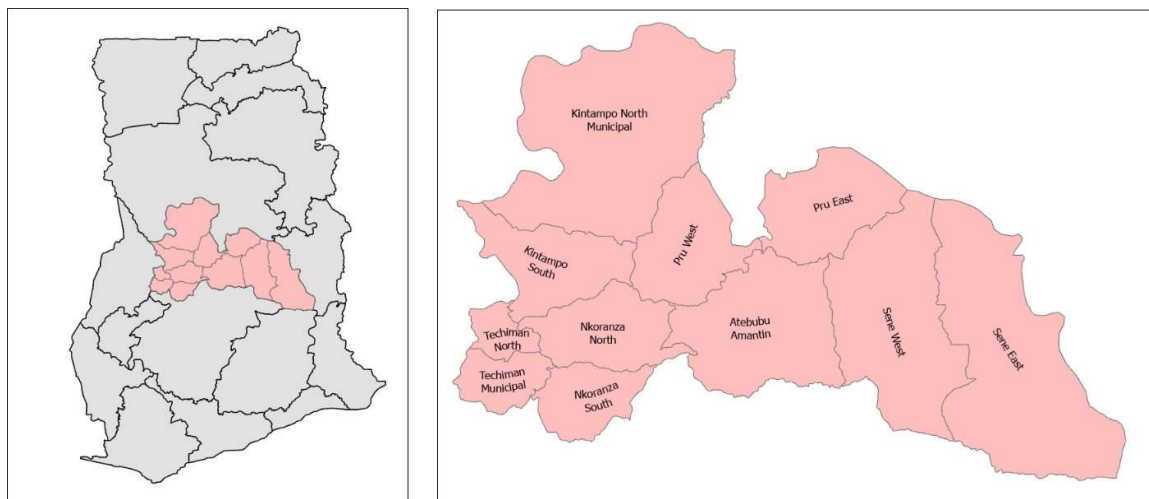 Kintampo North
Municipal
Pru East
Pru West
Kintampo
South
Techiman
North
Nkoranza
North
Atebubu
Amantin
Sene West
Sene East
Techiman
Municipal
Nkoranza
South